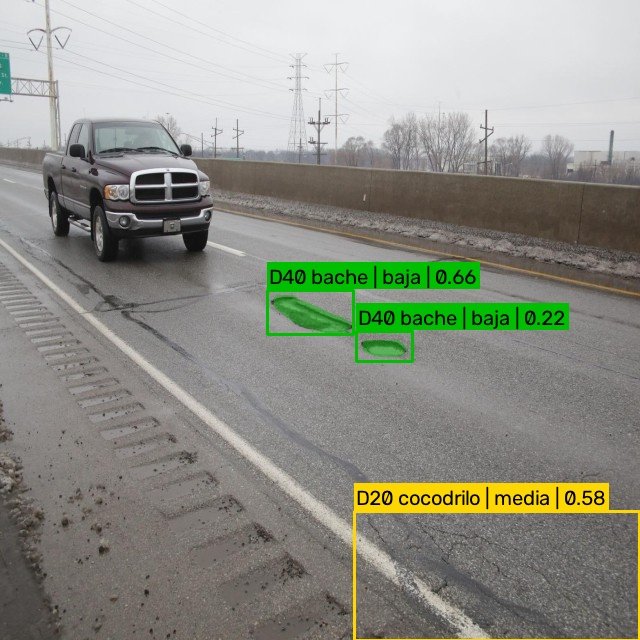 D40 bache | baja | 0.66
D40 bache | baja | 0.22
D20 cocodrilo | media | 0.58